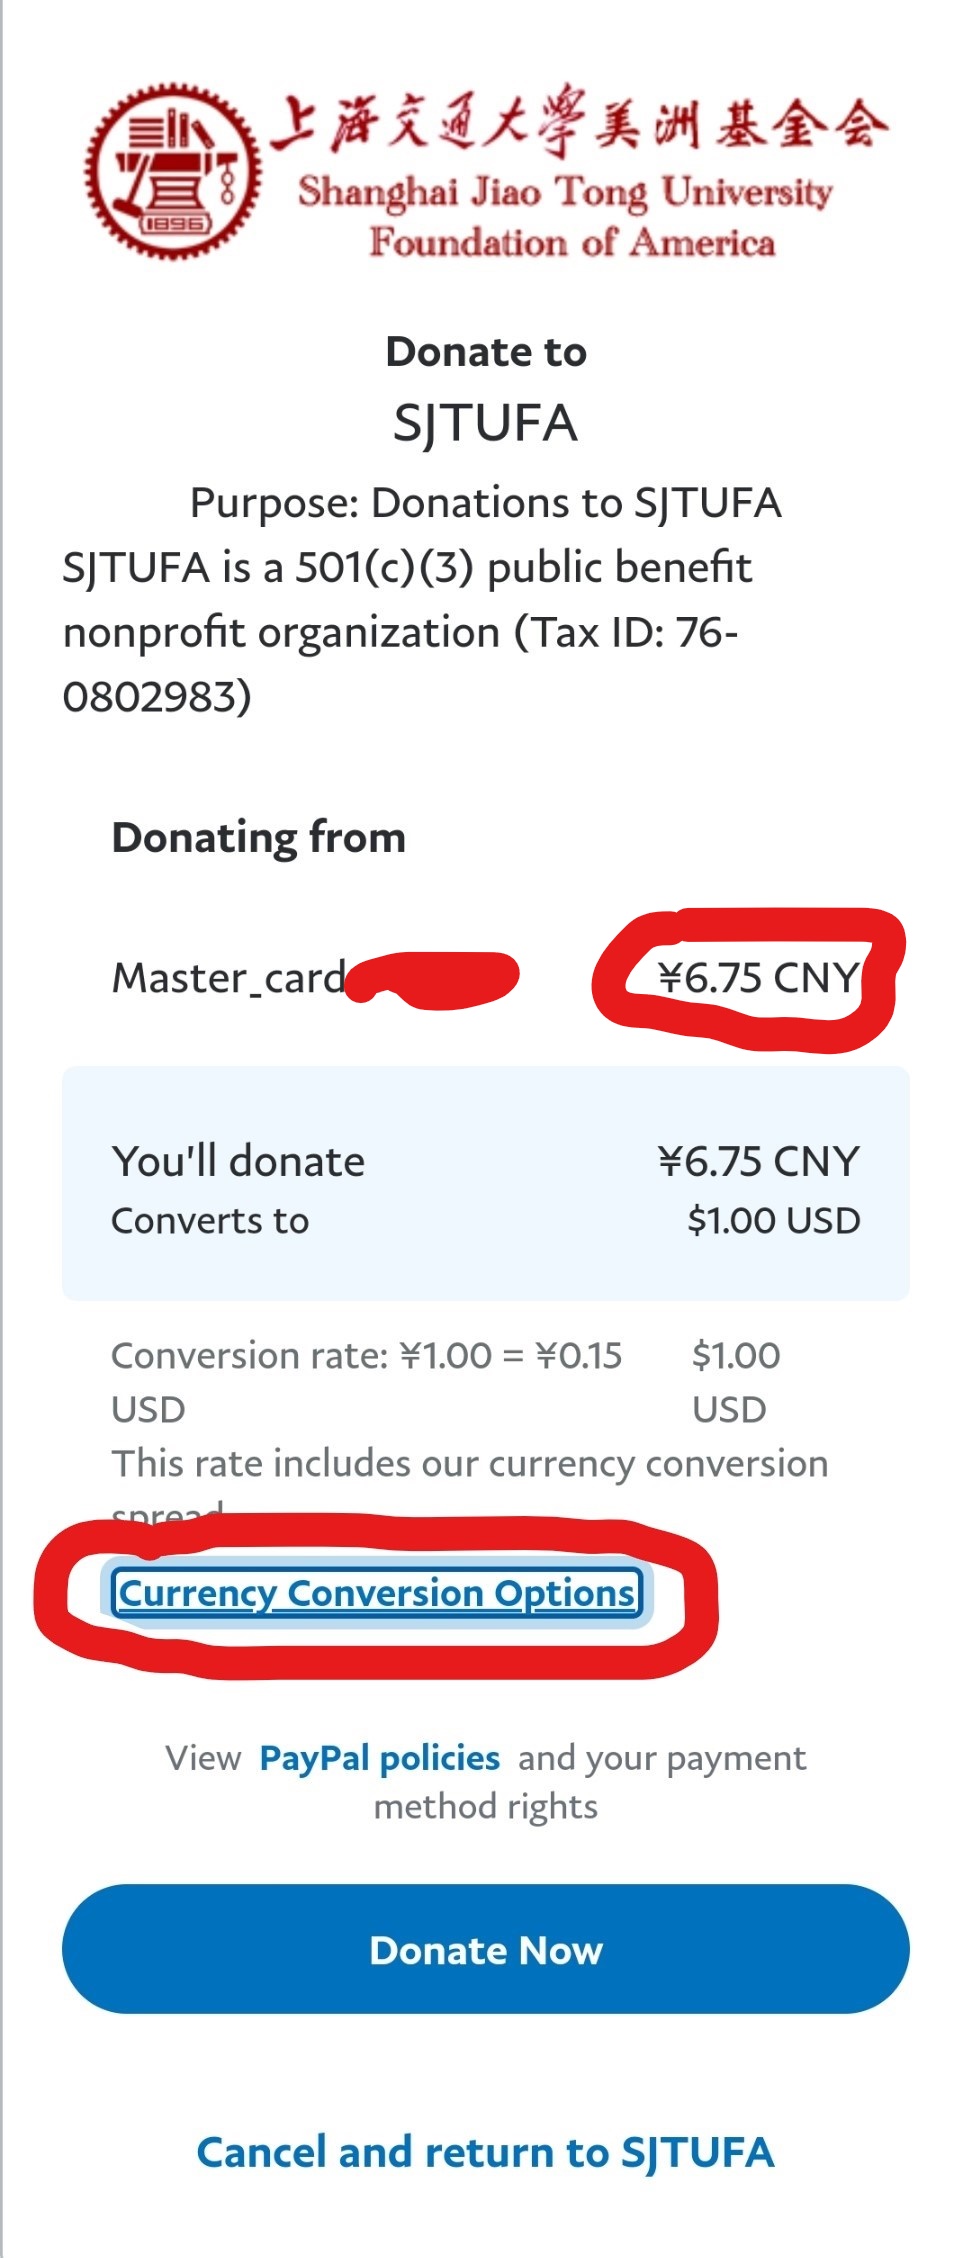 上海交通大學美洲基金会
Shanghai Jiao Tong University
Foundation of America
1896
Donate to
SJTUFA
Purpose: Donations to SJTUFA
SJTUFA is a 501(c)(3) public benefit
nonprofit organization (Tax ID: 76-
0802983)
Donating from
Master_card ¥6.75 CNY
You'll donate ¥6.75 CNY
Converts to $1.00 USD
Conversion rate: ¥1.00 = ¥0.15 $1.00
USD USD
This rate includes our currency conversion
spread
Currency Conversion Options
View PayPal policies and your payment
method rights
Donate Now
Cancel and return to SJTUFA